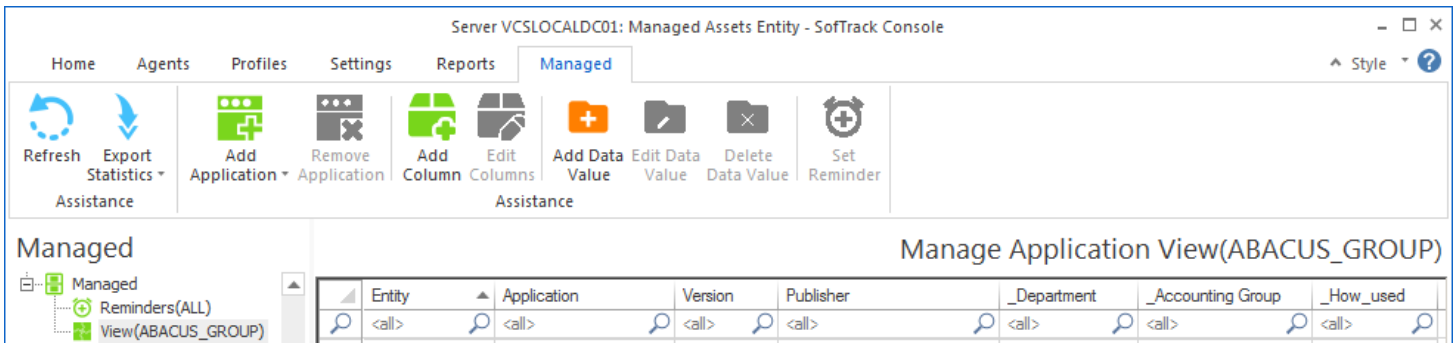 Server VCSLOCALDC01: Managed Assets Entity - SofTrack Console
Home Agents Profiles Settings Reports Managed Style ?
Refresh Export Statistics Add Application Remove Application Add Column Edit Columns Add Data Value Edit Data Value Delete Data Value Set Reminder
Assistance Assistance
Managed Manage Application View(ABACUS_GROUP)
Managed
Reminders(ALL)
View(ABACUS_GROUP)
Entity Application Version Publisher _Department _Accounting Group _How_used
<all> <all> <all> <all> <all> <all> <all>